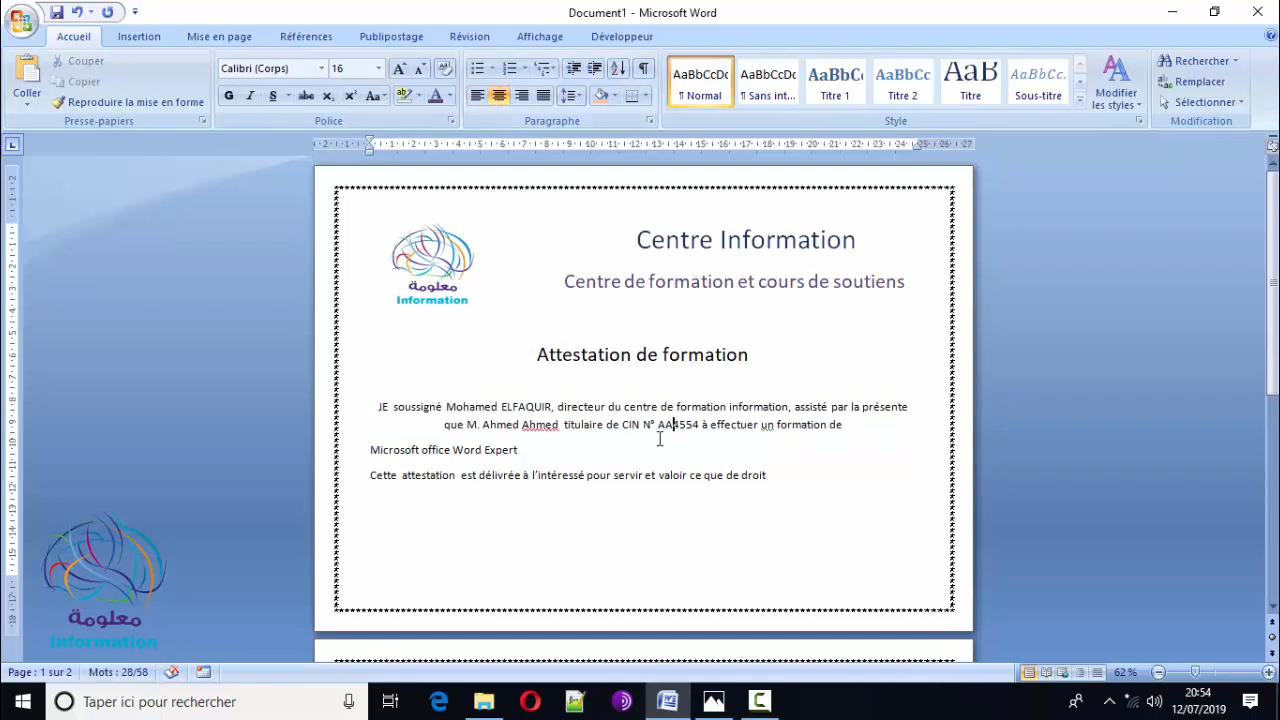 Document1 - Microsoft Word
Accueil Insertion Mise en page Références Publipostage Révision Affichage Développeur
Coller
Couper
Copier
Reproduire la mise en forme
Presse-papiers
Calibri (Corps) 16
G I S abc X₂ X² Aa
Police
Paragraphe
AaBbCcDc AaBbCcDc AaBbCc AaBbCc AaB AaBbCc.
¶ Normal ¶ Sans int... Titre 1 Titre 2 Titre Sous-titre
Modifier
les styles
Style
Rechercher
Remplacer
Sélectionner
Modification
Centre Information
Centre de formation et cours de soutiens
معلومة
Information
Attestation de formation
JE soussigné Mohamed ELFAQUIR, directeur du centre de formation information, assisté par la présente
que M. Ahmed Ahmed titulaire de CIN N° AA4554 à effectuer un formation de
Microsoft office Word Expert
Cette attestation est délivrée à l'intéressé pour servir et valoir ce que de droit
معلومة
Information
Page : 1 sur 2 Mots : 28/58 62 %
Taper ici pour rechercher
20:54
12/07/2019